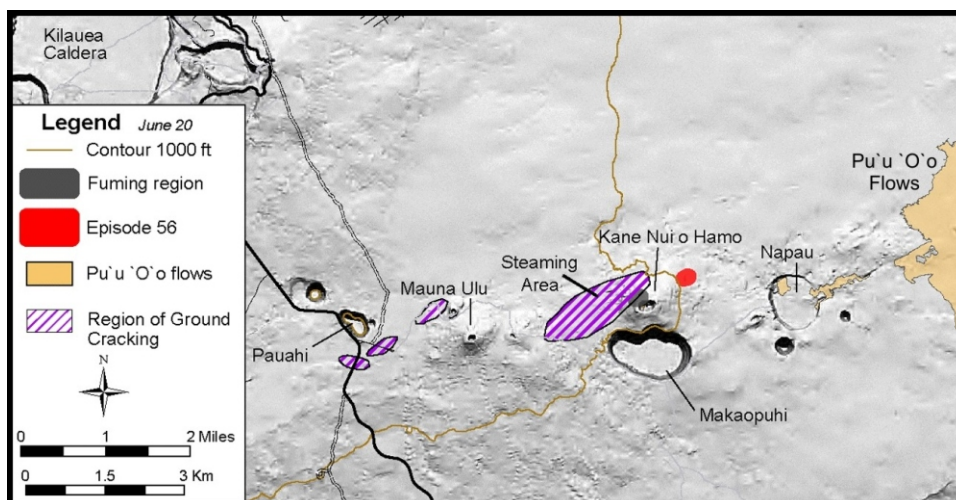 Kilauea
Caldera
Legend June 20
Contour 1000 ft
Fuming region
Episode 56
Pu`u `O`o flows
Region of Ground
Cracking
N
0 1 2 Miles
0 1.5 3 Km
Pauahi
Mauna Ulu
Steaming
Area
Kane Nui o Hamo
Makaopuhi
Napau
Pu`u `O`o
Flows